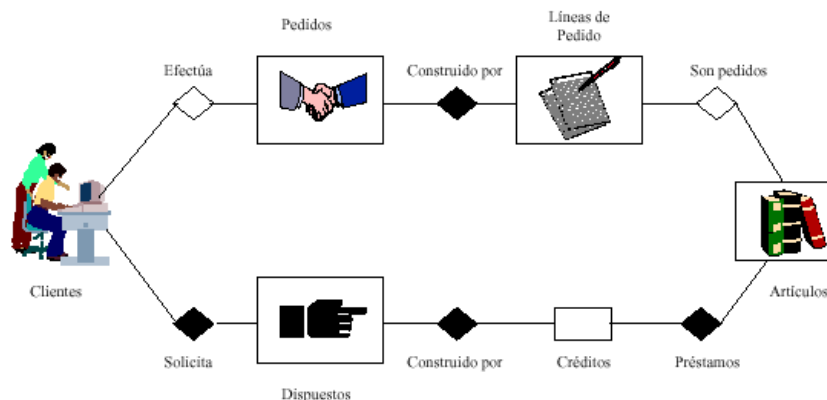 Pedidos
Líneas de
Pedido
Efectúa
Construido por
Son pedidos
Clientes
Artículos
Solicita
Construido por
Créditos
Préstamos
Dispuestos